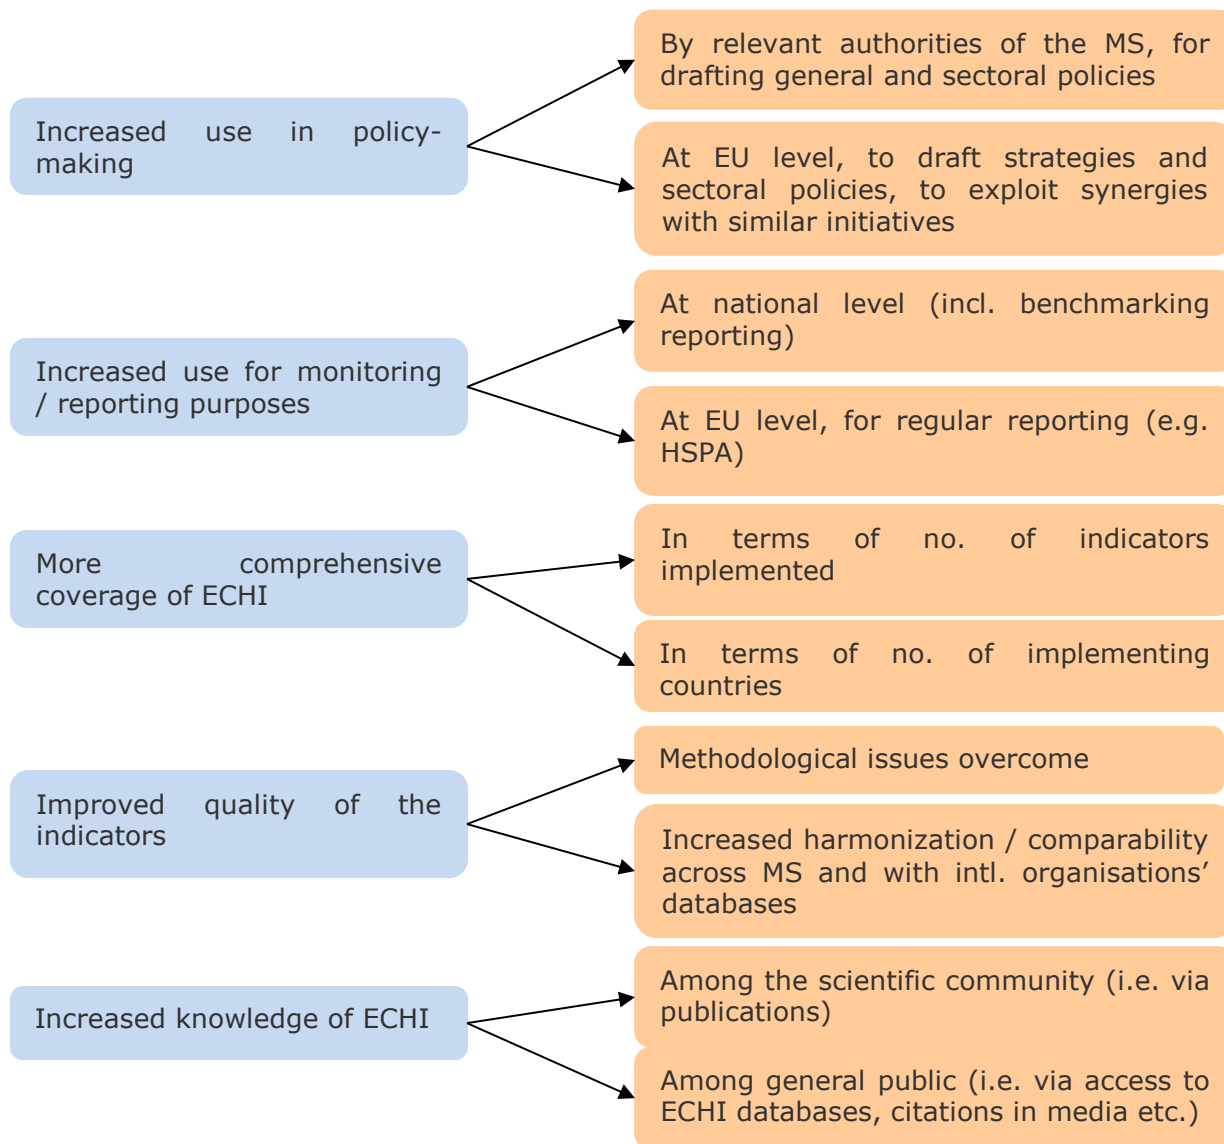 By relevant authorities of the MS, for
drafting general and sectoral policies
Increased use in policy-
making
At EU level, to draft strategies and
sectoral policies, to exploit synergies
with similar initiatives
At national level (incl. benchmarking
reporting)
Increased use for monitoring
/ reporting purposes
At EU level, for regular reporting (e.g.
HSPA)
In terms of no. of indicators
implemented
More comprehensive
coverage of ECHI
In terms of no. of implementing
countries
Methodological issues overcome
Improved quality of the
indicators
Increased harmonization / comparability
across MS and with intl. organisations’
databases
Among the scientific community (i.e. via
publications)
Increased knowledge of ECHI
Among general public (i.e. via access to
ECHI databases, citations in media etc.)